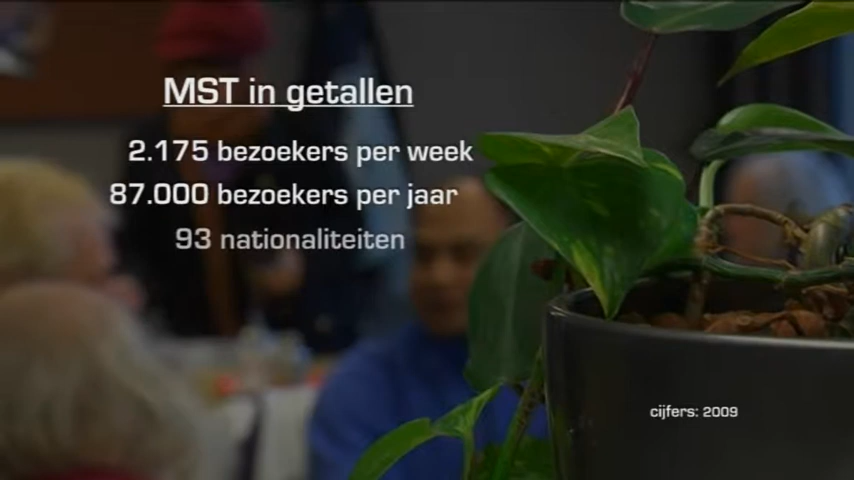 MST in getallen
2.175 bezoekers per week
87.000 bezoekers per jaar
93 nationaliteiten
cijfers: 2009